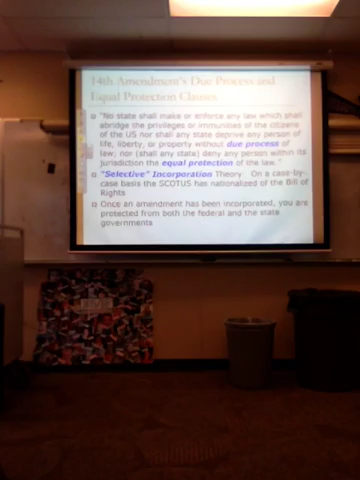 14th Amendment's Due Process and
Equal Protection Clauses
"No state shall make or enforce any law which shall
abridge the privileges or immunities of the citizens
of the US nor shall any state deprive any person of
life, liberty, or property without due process of
law; nor (shall any state) deny any person within its
jurisdiction the equal protection of the law."
"Selective" Incorporation Theory On a case-by-
case basis the SCOTUS has nationalized of the Bill of
Rights
Once an amendment has been incorporated, you are
protected from both the federal and the state
governments